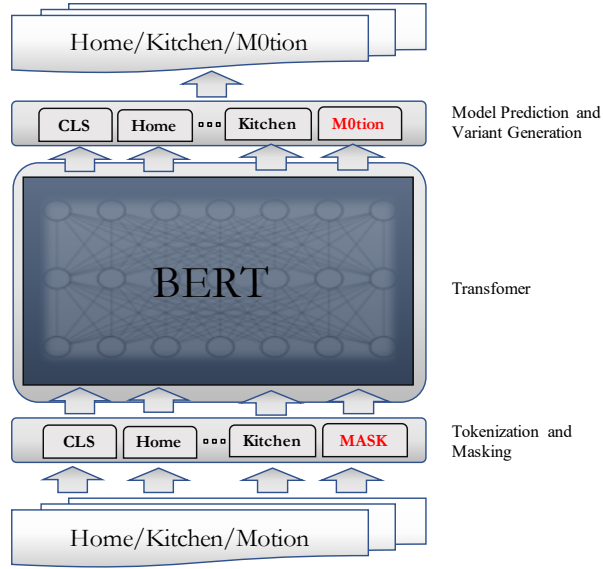 Home/Kitchen/M0tion
CLS Home Kitchen M0tion
Model Prediction and
Variant Generation
BERT
Transfomer
CLS Home Kitchen MASK
Tokenization and
Masking
Home/Kitchen/Motion